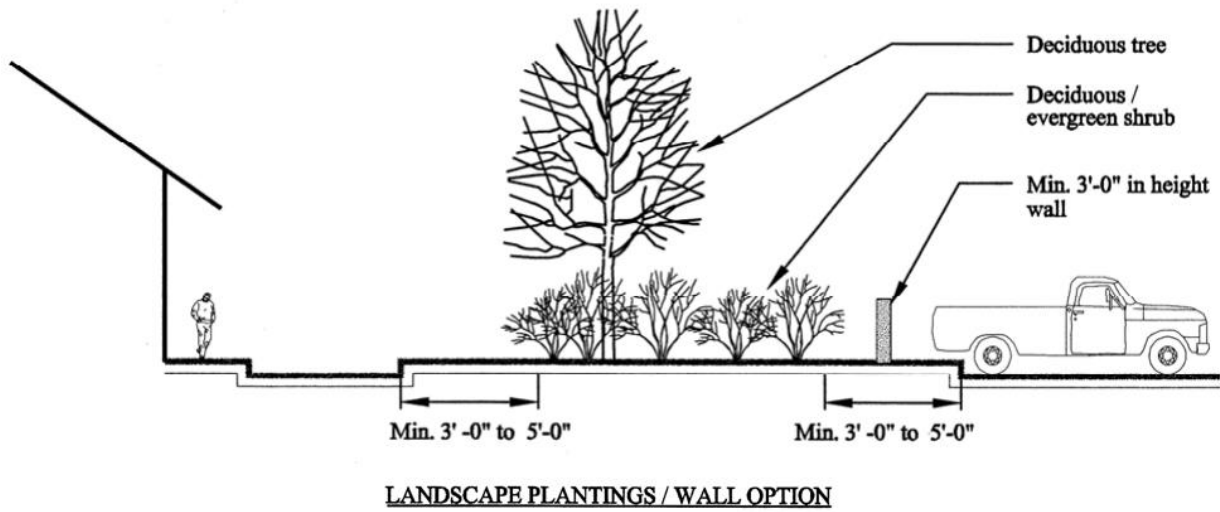 Deciduous tree
Deciduous /
evergreen shrub
Min. 3'-0" in height
wall
Min. 3' -0" to 5'-0"
Min. 3' -0" to 5'-0"
LANDSCAPE PLANTINGS / WALL OPTION